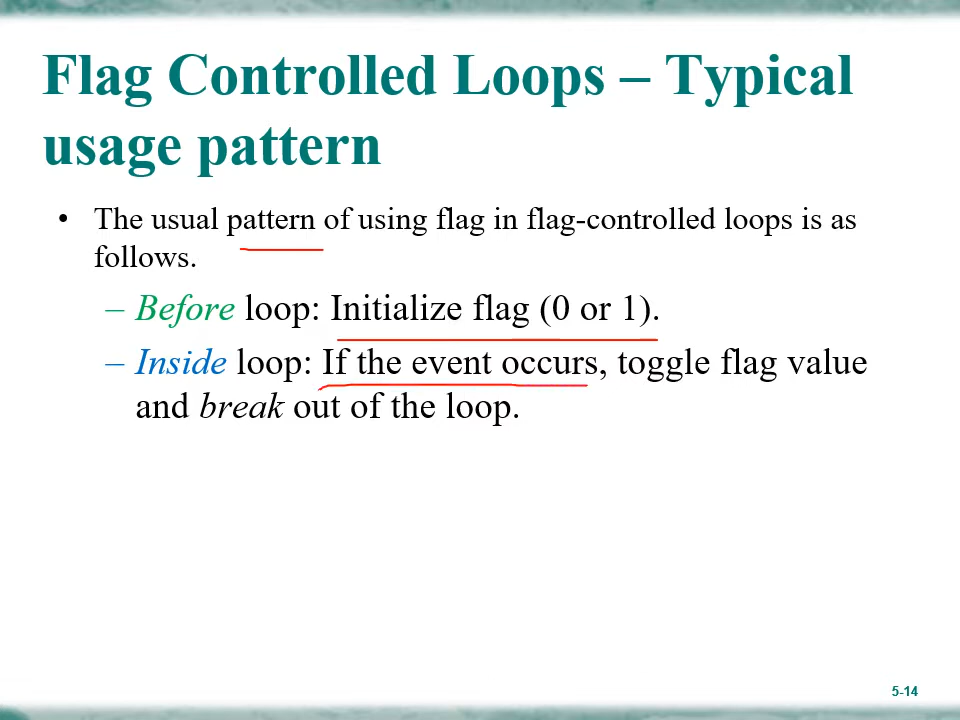 Flag Controlled Loops – Typical
usage pattern
• The usual pattern of using flag in flag-controlled loops is as
follows.
– Before loop: Initialize flag (0 or 1).
– Inside loop: If the event occurs, toggle flag value
and break out of the loop.
5-14